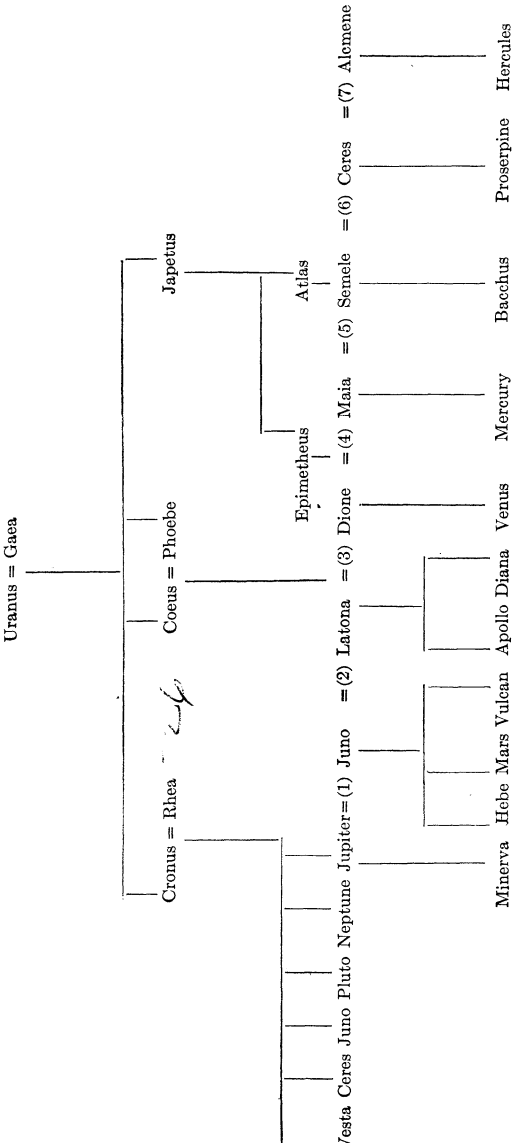 Uranus = Gaea
Cronus = Rhea Coeus = Phoebe Japetus
Epimetheus Atlas
Vesta Ceres Juno Pluto Neptune Jupiter=(1) Juno =(2) Latona =(3) Dione =(4) Maia =(5) Semele =(6) Ceres =(7) Alcmene
Minerva Hebe Mars Vulcan Apollo Diana Venus Mercury Bacchus Proserpine Hercules